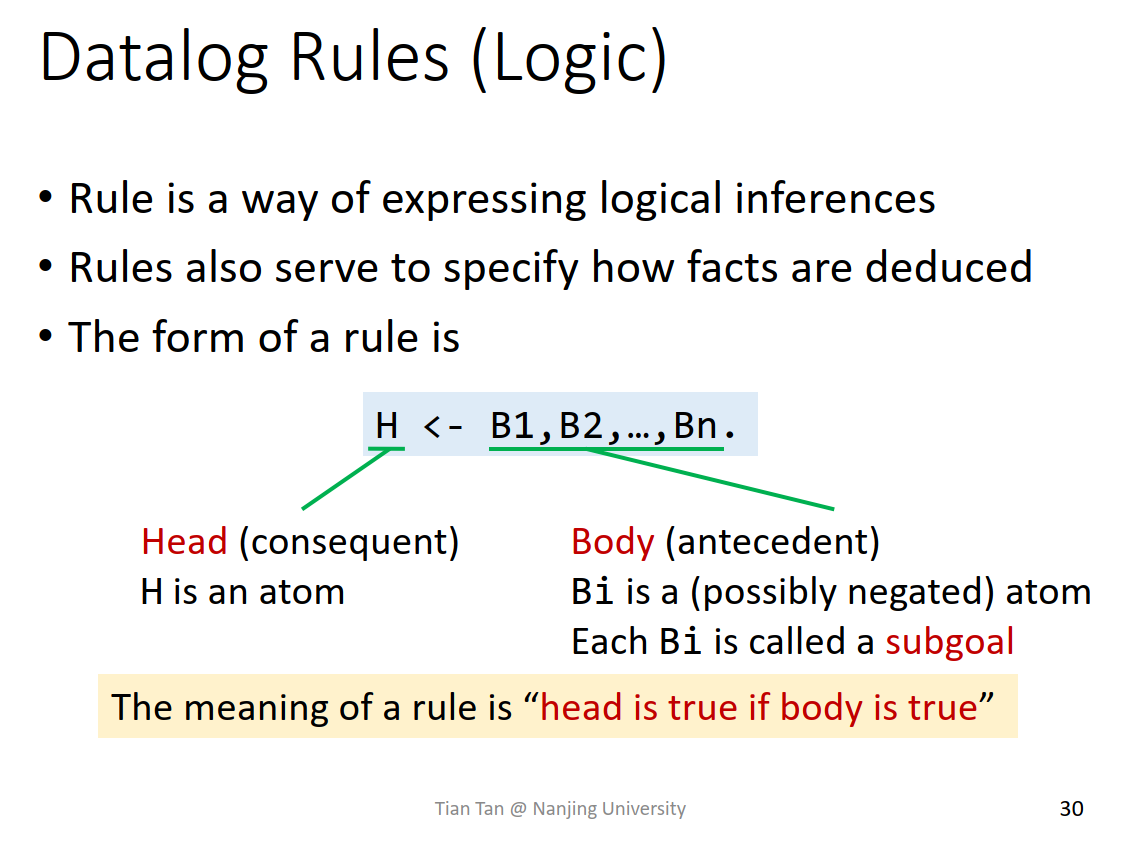 Datalog Rules (Logic)
• Rule is a way of expressing logical inferences
• Rules also serve to specify how facts are deduced
• The form of a rule is
H <- B1,B2,…,Bn.
Head (consequent)
H is an atom
Body (antecedent)
Bi is a (possibly negated) atom
Each Bi is called a subgoal
The meaning of a rule is “head is true if body is true”
Tian Tan @ Nanjing University
30